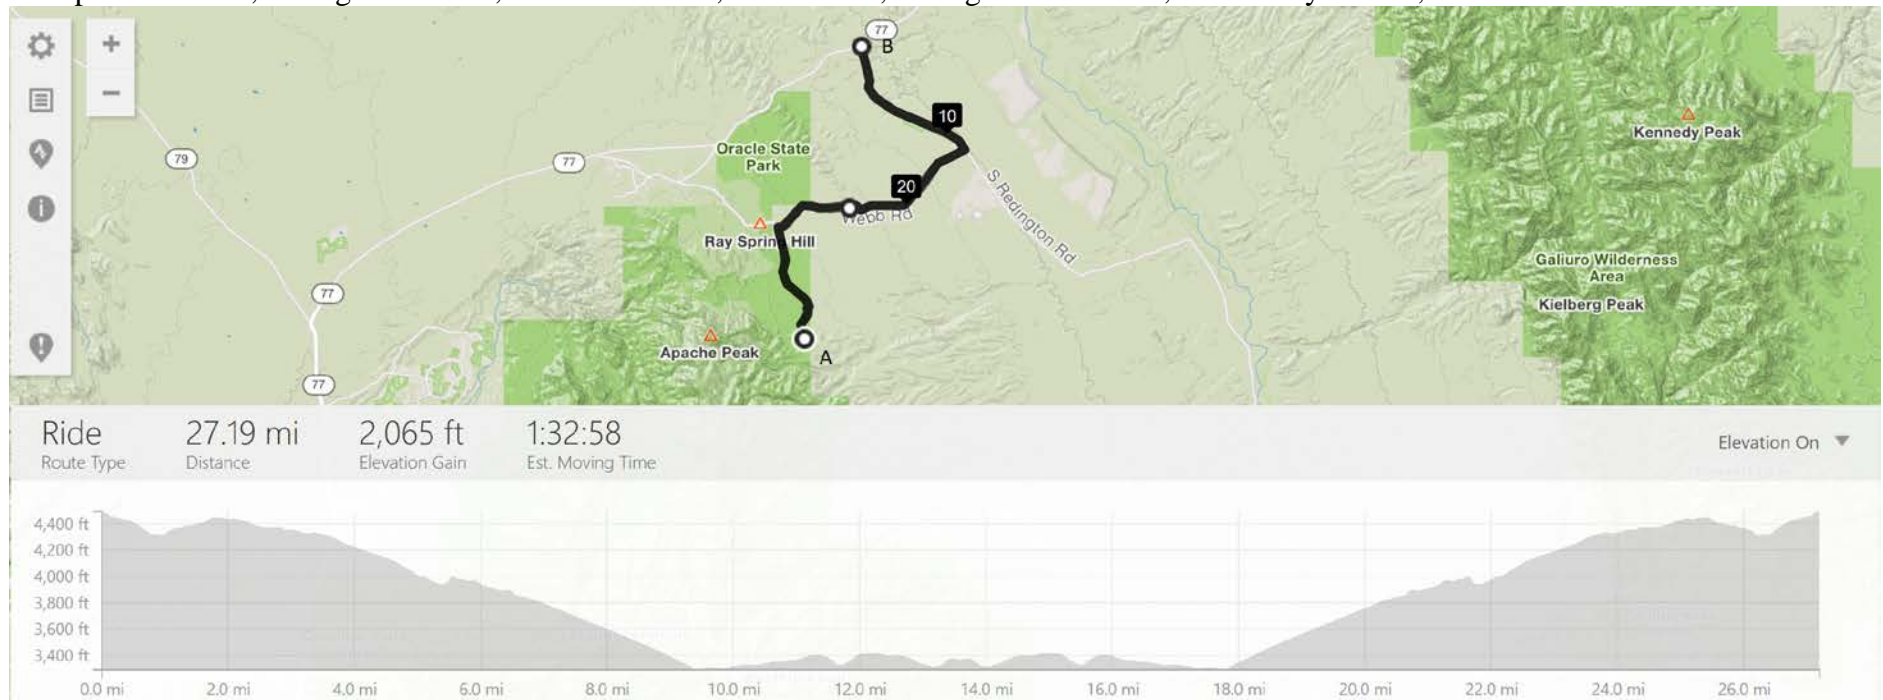 77
B
10
Kennedy Peak
79
77
Oracle State
Park
20
S Redington Rd
Webb Rd
Ray Spring Hill
Galiuro Wilderness
Area
77
Kielberg Peak
Apache Peak
A
77
Ride
27.19 mi
2,065 ft
1:32:58
Route Type
Distance
Elevation Gain
Est. Moving Time
Elevation On
4,400 ft
4,200 ft
4,000 ft
3,800 ft
3,600 ft
3,400 ft
0.0 mi 2.0 mi 4.0 mi 6.0 mi 8.0 mi 10.0 mi 12.0 mi 14.0 mi 16.0 mi 18.0 mi 20.0 mi 22.0 mi 24.0 mi 26.0 mi